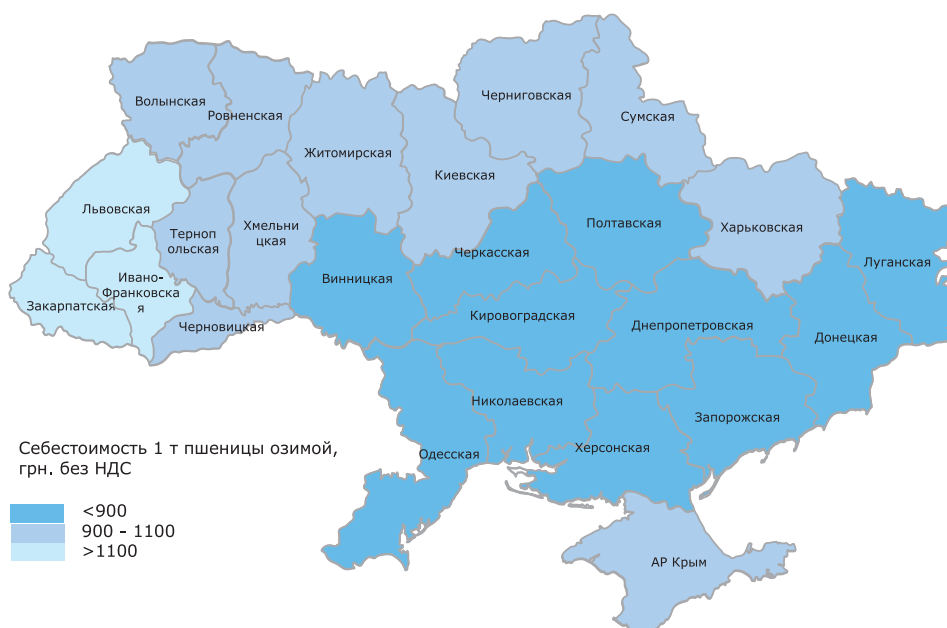 Волынская
Ровненская
Черниговская
Сумская
Житомирская
Киевская
Львовская
Терноп
ольская
Хмельни
цкая
Черкасская
Полтавская
Харьковская
Луганская
Винницкая
Ивано-
Франковска
я
Закарпатская
Черновицкая
Кировоградская
Днепропетровская
Донецкая
Николаевская
Запорожская
Одесская
Херсонская
АР Крым
Себестоимость 1 т пшеницы озимой,
грн. без НДС
<900
900 - 1100
>1100